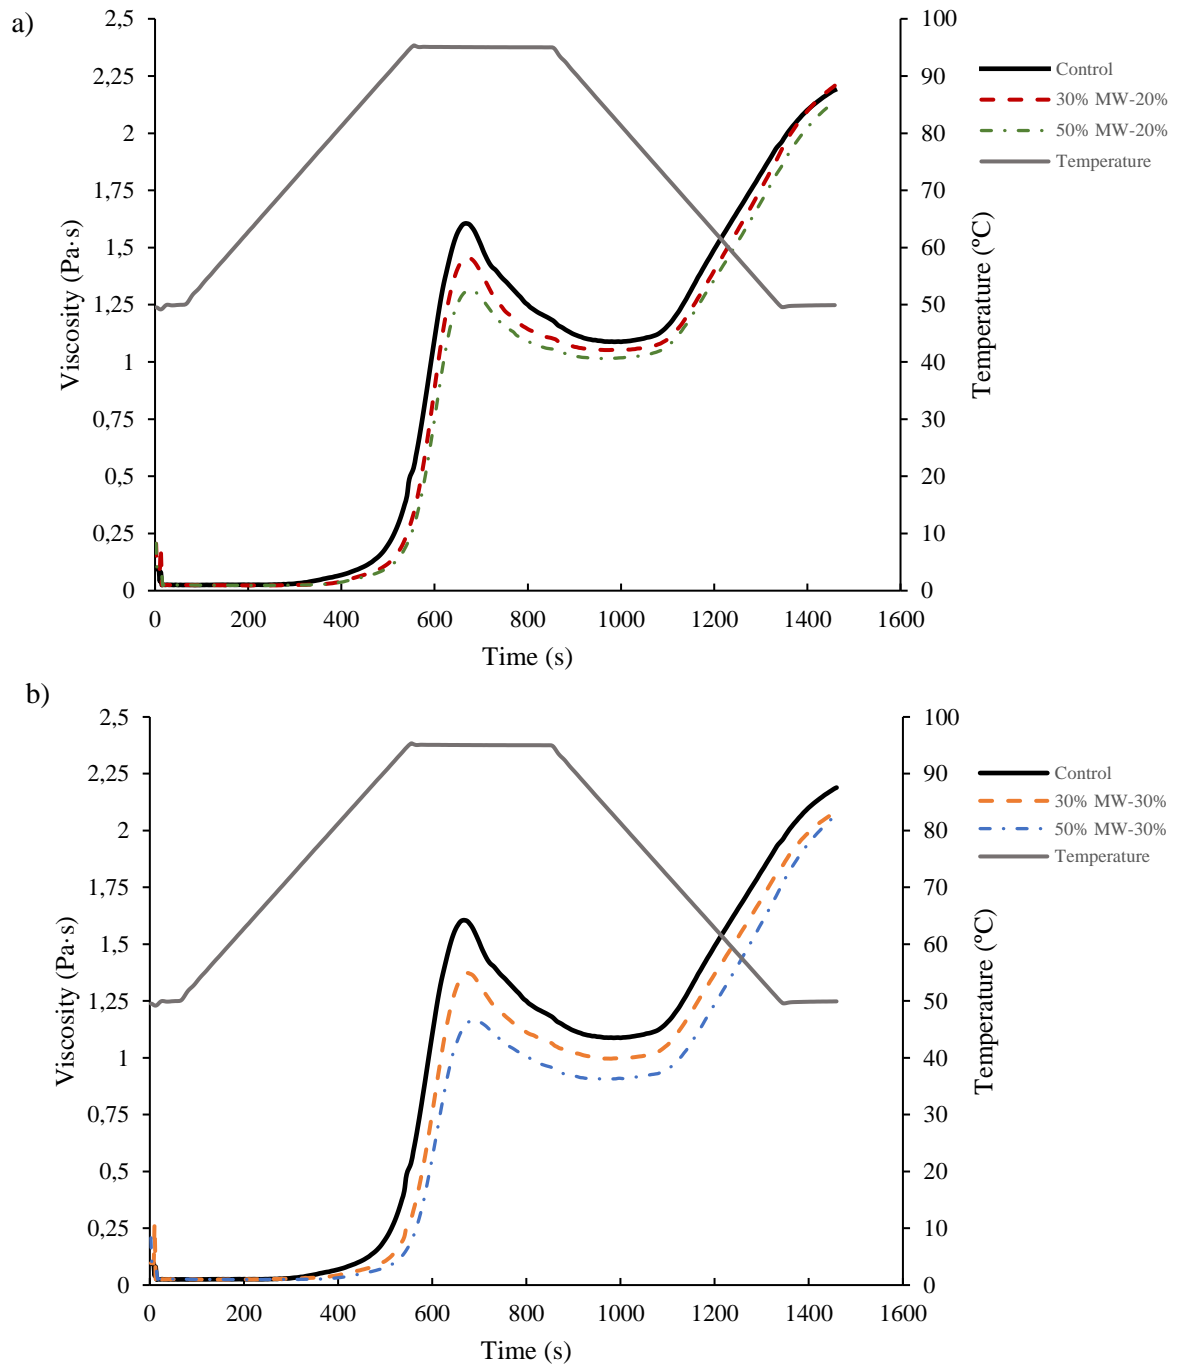 a)
2,5
2,25
2
1,75
1,5
1,25
1
0,75
0,5
0,25
0
Viscosity (Pa·s)
100
90
80
70
60
50
40
30
20
10
0
Temperature (ºC)
0 200 400 600 800 1000 1200 1400 1600
Time (s)
Control
30% MW-20%
50% MW-20%
Temperature
b)
2,5
2,25
2
1,75
1,5
1,25
1
0,75
0,5
0,25
0
Viscosity (Pa·s)
100
90
80
70
60
50
40
30
20
10
0
Temperature (ºC)
0 200 400 600 800 1000 1200 1400 1600
Time (s)
Control
30% MW-30%
50% MW-30%
Temperature